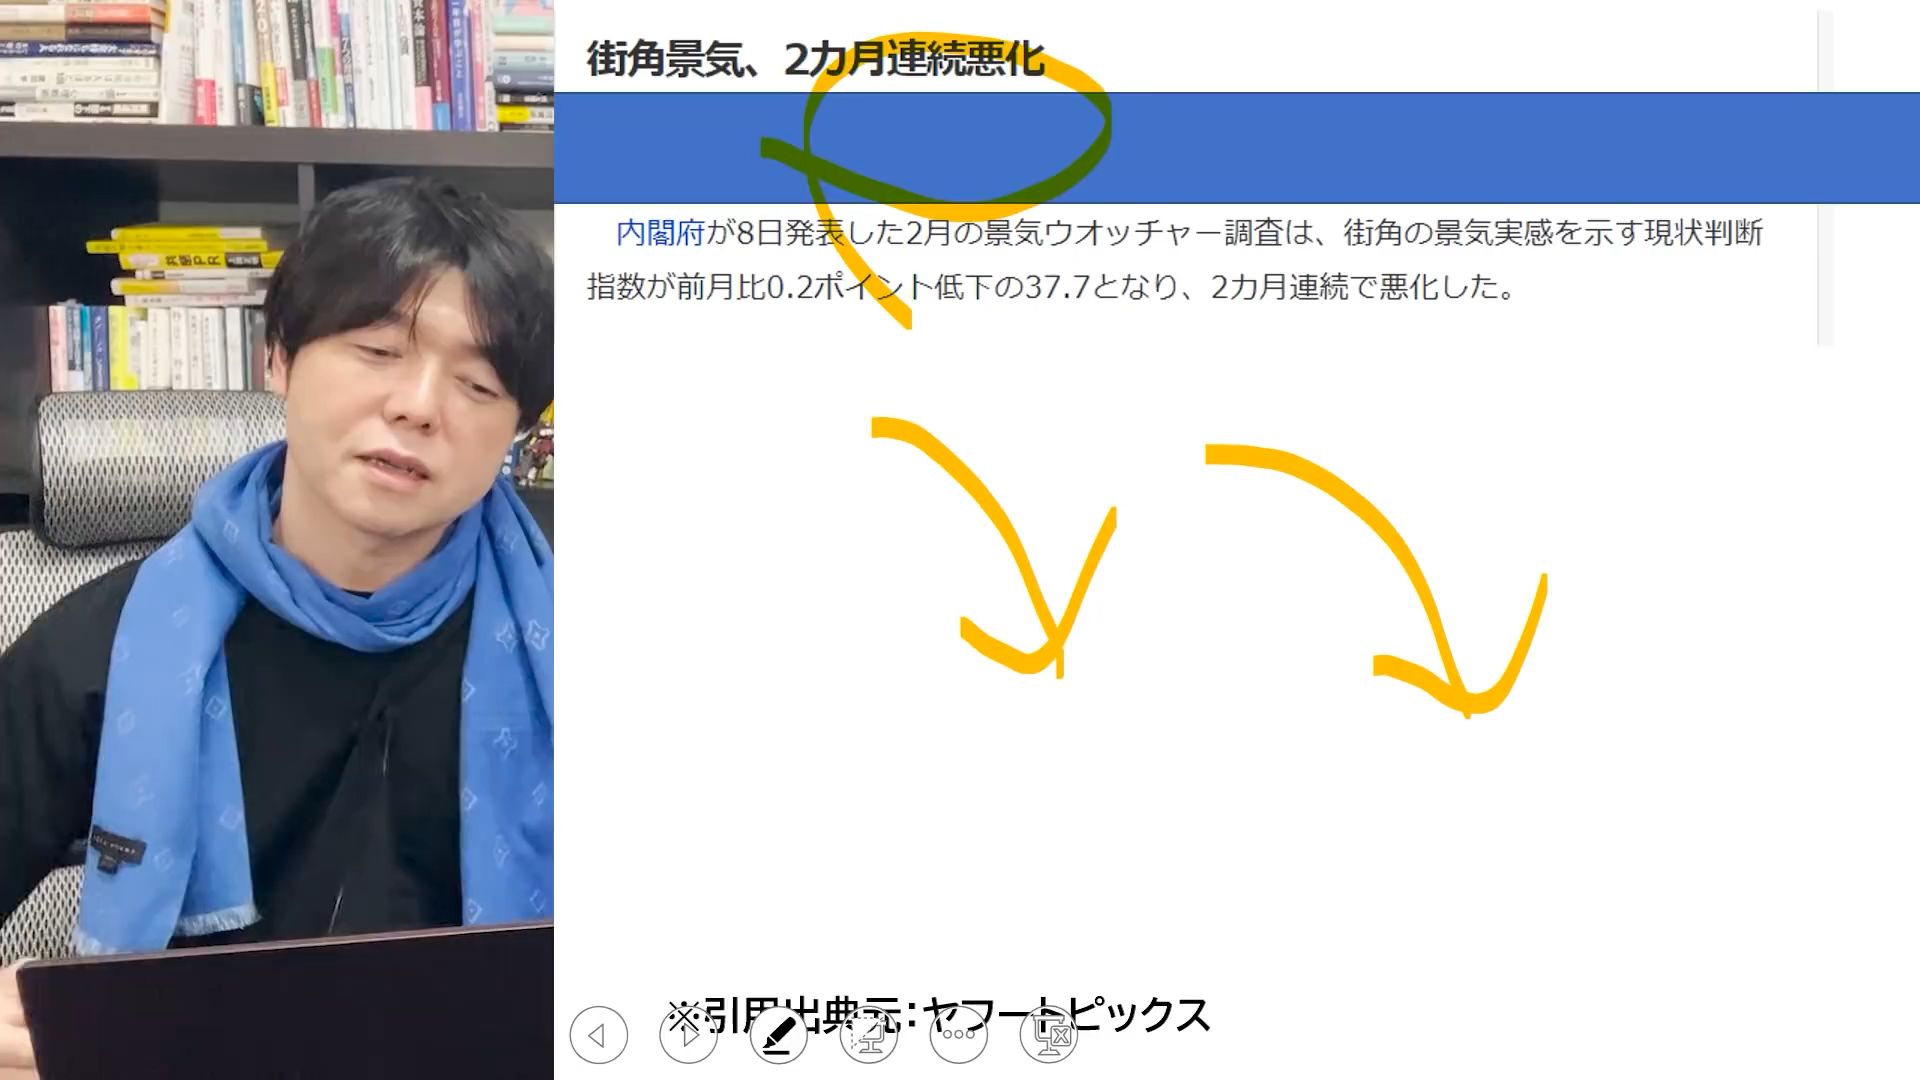 街角景気、2カ月連続悪化
内閣府が8日発表した2月の景気ウオッチャー調査は、街角の景気実感を示す現状判断
指数が前月比0.2ポイント低下の37.7となり、2カ月連続で悪化した。
※引用出典元：ヤフートピックス